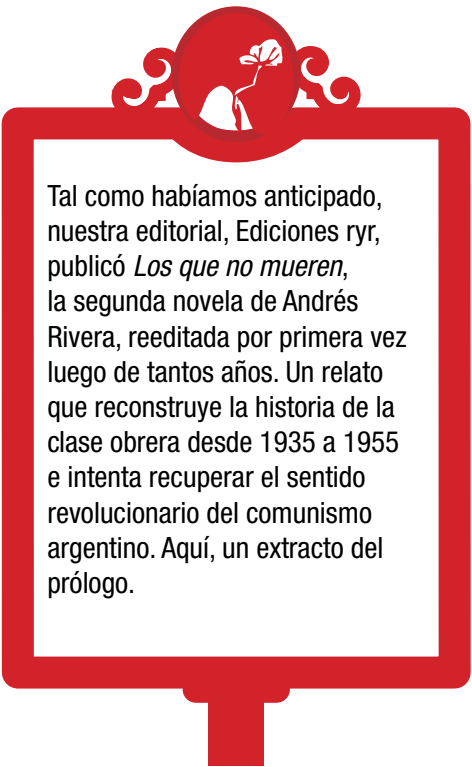 Tal como habíamos anticipado,
nuestra editorial, Ediciones ryr,
publicó Los que no mueren,
la segunda novela de Andrés
Rivera, reeditada por primera vez
luego de tantos años. Un relato
que reconstruye la historia de la
clase obrera desde 1935 a 1955
e intenta recuperar el sentido
revolucionario del comunismo
argentino. Aquí, un extracto del
prólogo.